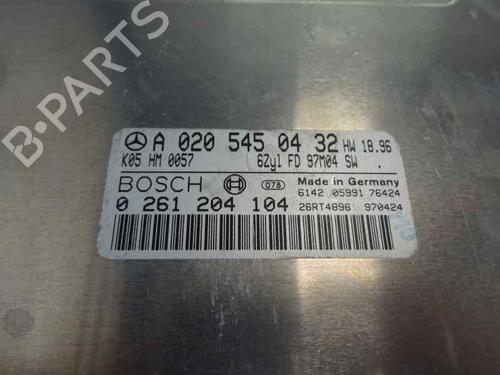 A 020 545 04 32 HW 18.96
K05 HM 0057 6Zyl FD 97M04 SW .
BOSCH 078 Made in Germany
6142 05991 76424
0 261 204 104 26RT4896 970424
B-PARTS